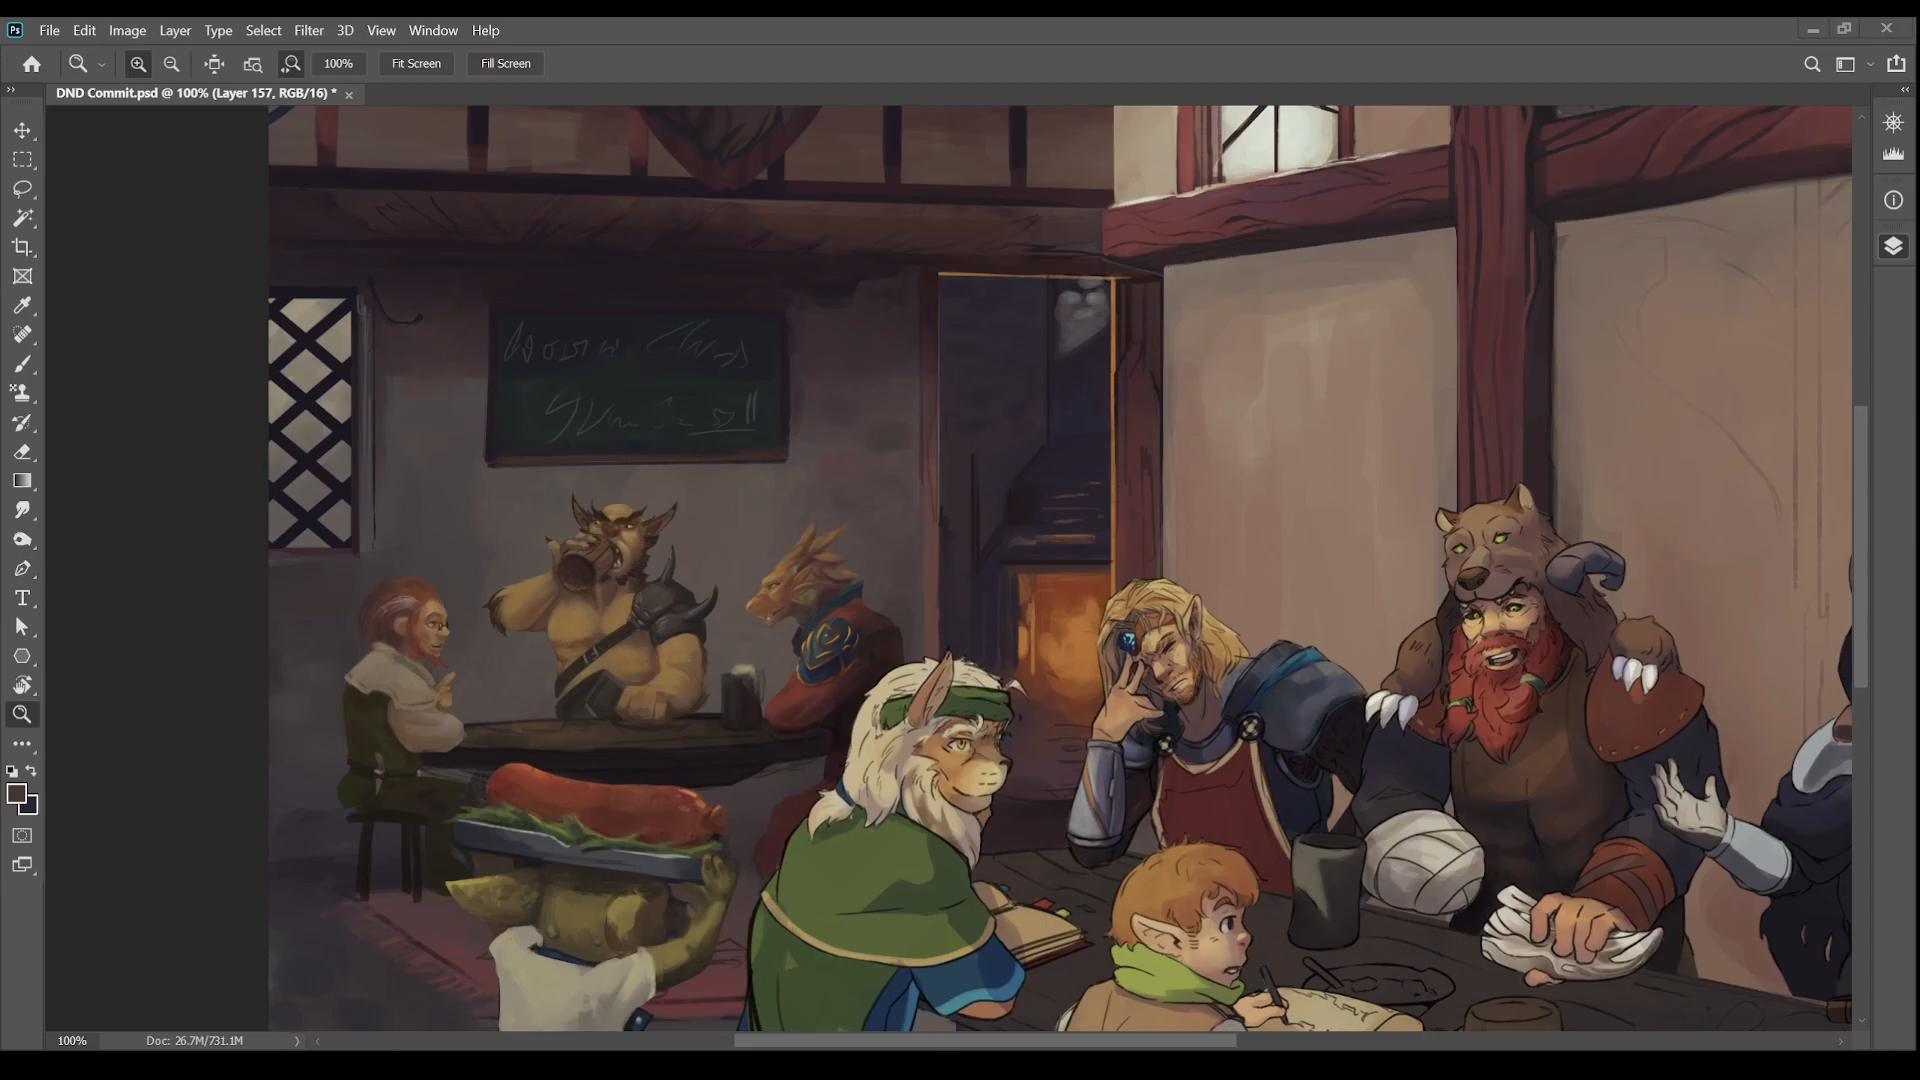 Ps File Edit Image Layer Type Select Filter 3D View Window Help
100% Fit Screen Fill Screen
DND Commit.psd @ 100% (Layer 157, RGB/16) *
100% Doc: 26.7M/731.1M